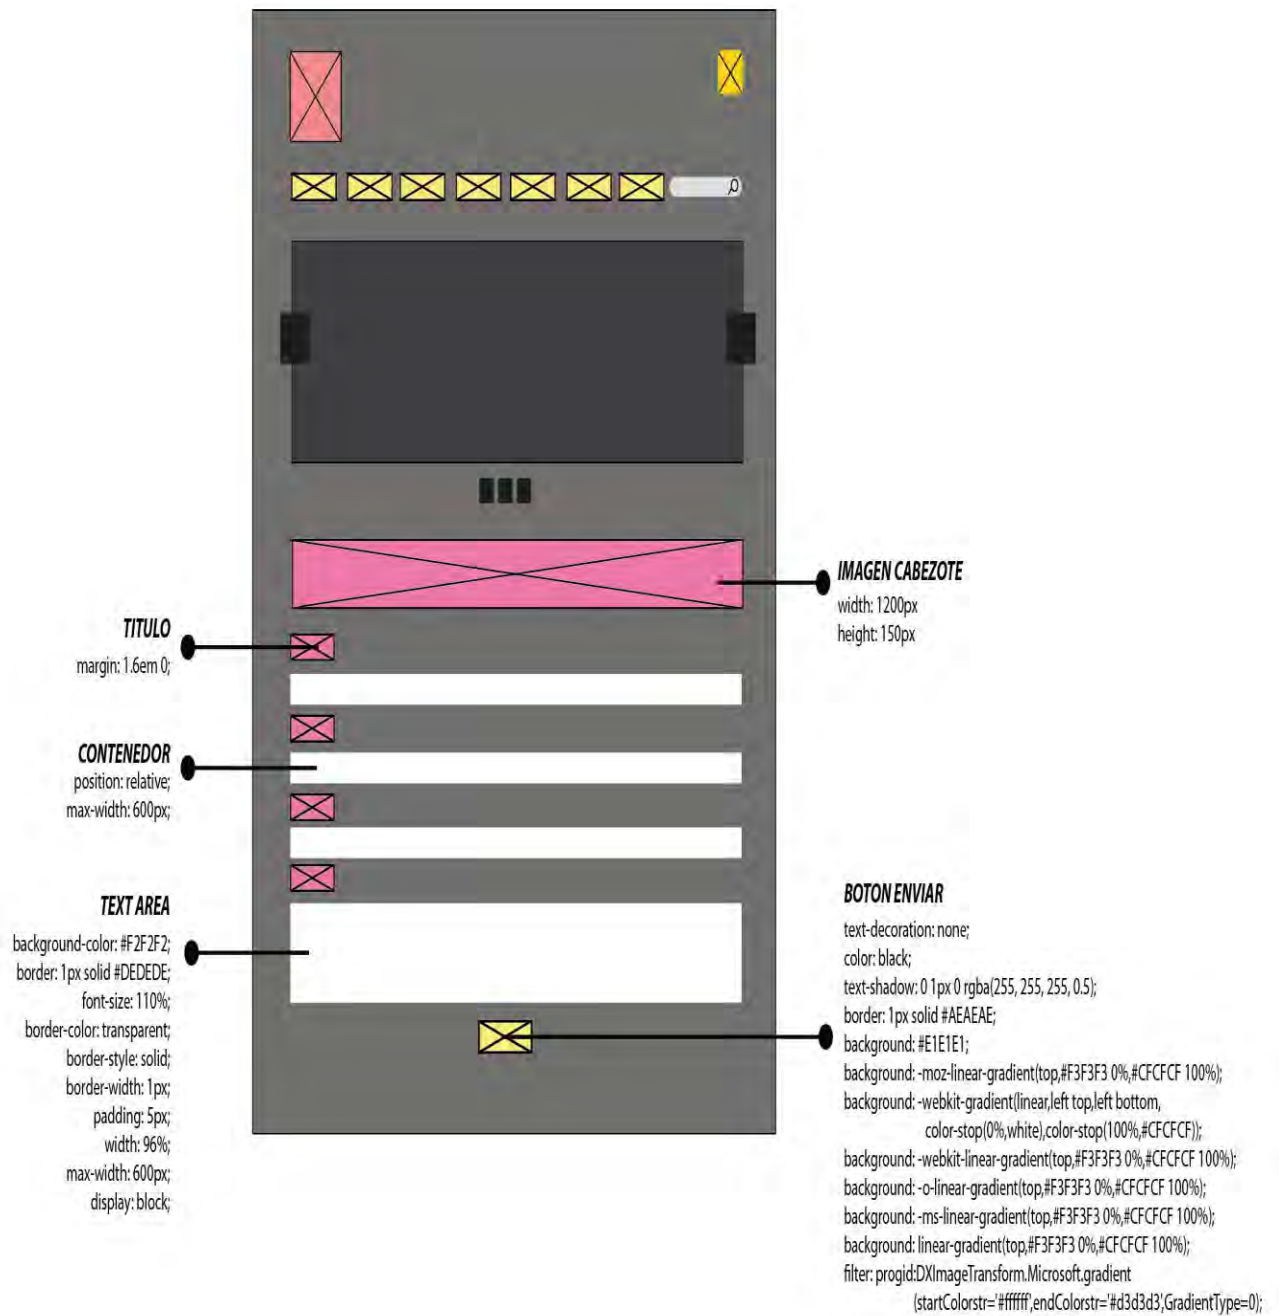 IMAGEN CABEZOTE
width: 1200px
height: 150px
TITULO
margin: 1.6em 0;
CONTENEDOR
position: relative;
max-width: 600px;
TEXT AREA
background-color: #F2F2F2;
border: 1px solid #DEDEDE;
font-size: 110%;
border-color: transparent;
border-style: solid;
border-width: 1px;
padding: 5px;
width: 96%;
max-width: 600px;
display: block;
BOTON ENVIAR
text-decoration: none;
color: black;
text-shadow: 0 1px 0 rgba(255, 255, 255, 0.5);
border: 1px solid #AEAEAE;
background: #E1E1E1;
background: -moz-linear-gradient(top,#F3F3F3 0%,#CFCFCF 100%);
background: -webkit-gradient(linear,left top,left bottom,
color-stop(0%,white),color-stop(100%,#CFCFCF));
background: -webkit-linear-gradient(top,#F3F3F3 0%,#CFCFCF 100%);
background: -o-linear-gradient(top,#F3F3F3 0%,#CFCFCF 100%);
background: -ms-linear-gradient(top,#F3F3F3 0%,#CFCFCF 100%);
background: linear-gradient(top,#F3F3F3 0%,#CFCFCF 100%);
filter: progid:DXImageTransform.Microsoft.gradient
(startColorstr='#ffffff',endColorstr='#d3d3d3',GradientType=0);